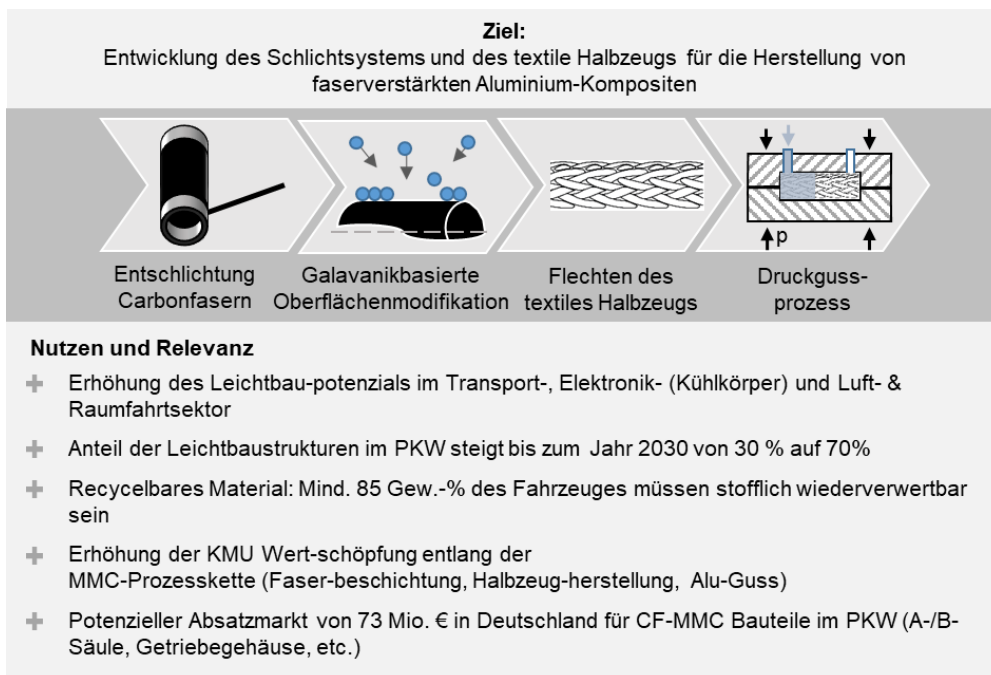 Ziel:
Entwicklung des Schlichtsystems und des textile Halbzeugs für die Herstellung von
faserverstärkten Aluminium-Kompositen
p
Entschlichtung
Carbonfasern
Galavanikbasierte
Oberflächenmodifikation
Flechten des
textiles Halbzeugs
Druckguss-
prozess
Nutzen und Relevanz
Erhöhung des Leichtbau-potenzials im Transport-, Elektronik- (Kühlkörper) und Luft- &
Raumfahrtsektor
Anteil der Leichtbaustrukturen im PKW steigt bis zum Jahr 2030 von 30 % auf 70%
Recycelbares Material: Mind. 85 Gew.-% des Fahrzeuges müssen stofflich wiederverwertbar
sein
Erhöhung der KMU Wert-schöpfung entlang der
MMC-Prozesskette (Faser-beschichtung, Halbzeug-herstellung, Alu-Guss)
Potenzieller Absatzmarkt von 73 Mio. € in Deutschland für CF-MMC Bauteile im PKW (A-/B-
Säule, Getriebegehäuse, etc.)